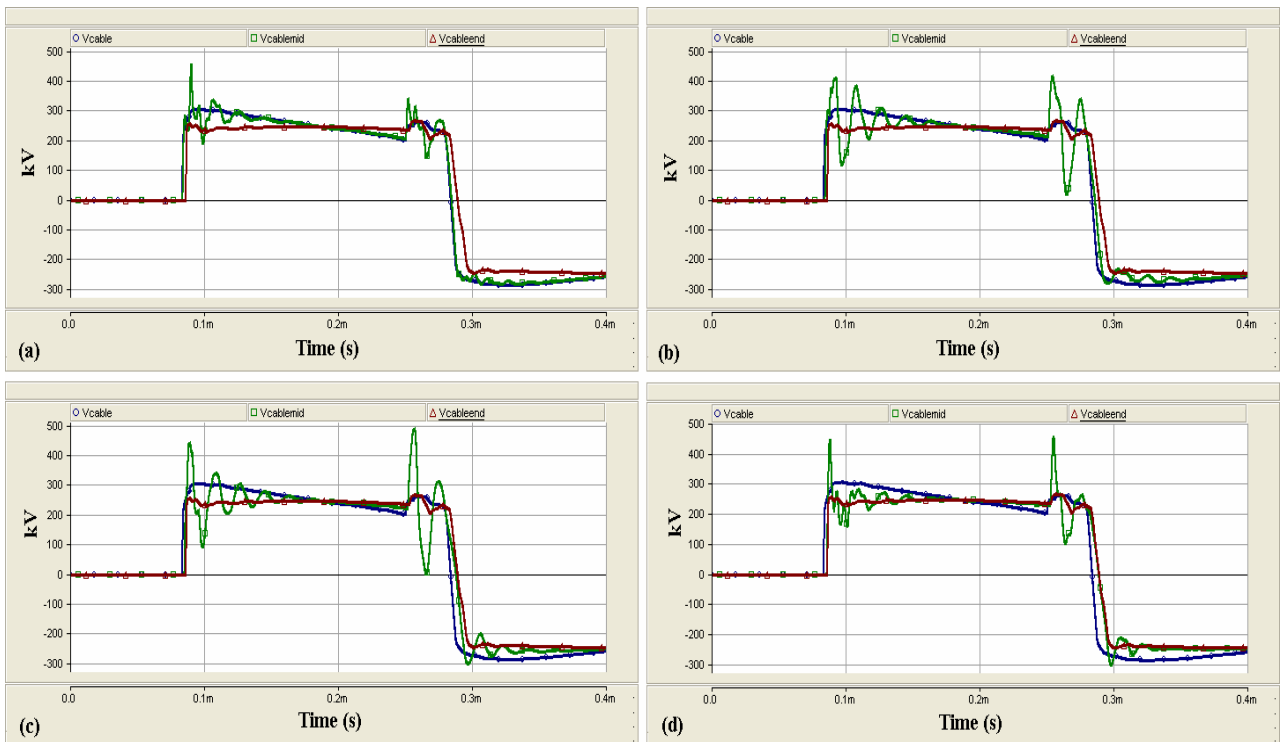 Vcable Vcablemid Vcableend
500
400
300
200
100
0
-100
-200
-300
kV
0.0 0.1m 0.2m 0.3m 0.4m
(a) Time (s)
Vcable Vcablemid Vcableend
500
400
300
200
100
0
-100
-200
-300
kV
0.0 0.1m 0.2m 0.3m 0.4m
(b) Time (s)
Vcable Vcablemid Vcableend
500
400
300
200
100
0
-100
-200
-300
kV
0.0 0.1m 0.2m 0.3m 0.4m
(c) Time (s)
Vcable Vcablemid Vcableend
500
400
300
200
100
0
-100
-200
-300
kV
0.0 0.1m 0.2m 0.3m 0.4m
(d) Time (s)